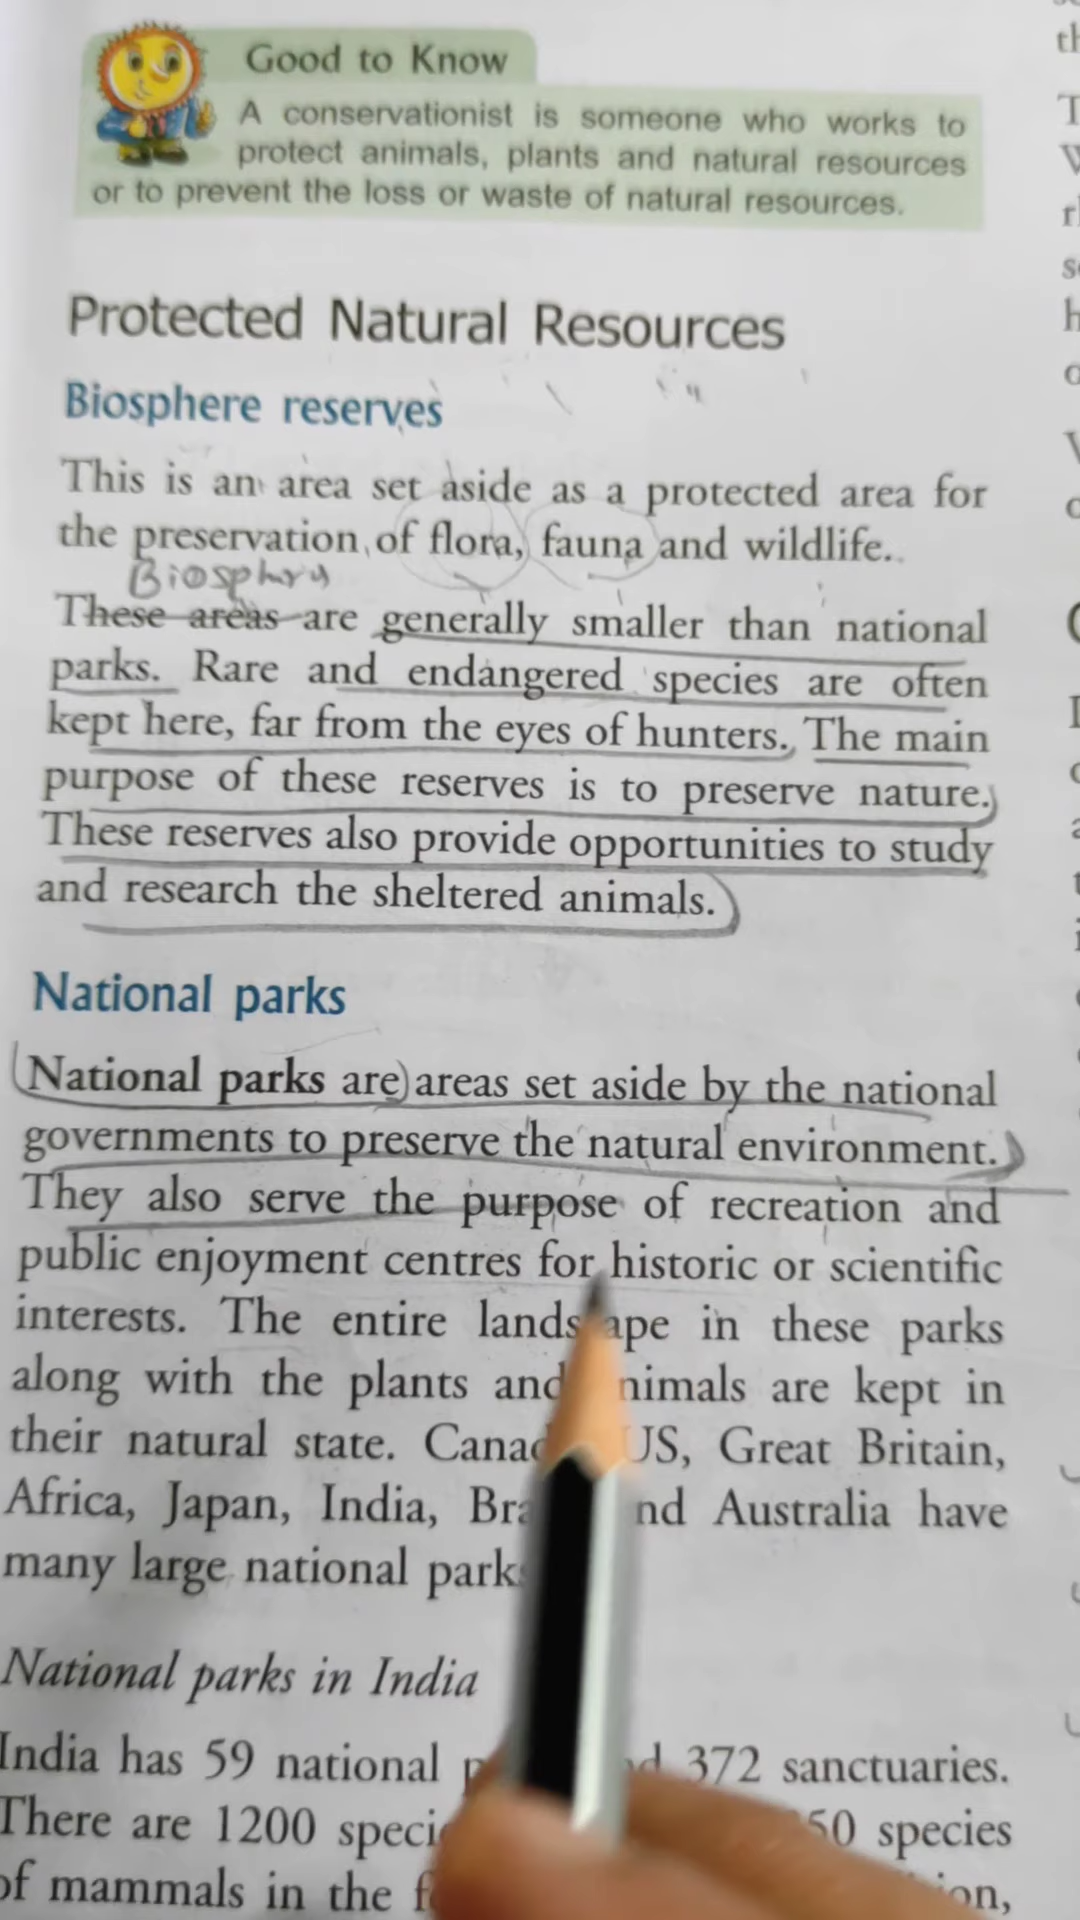 Good to Know
A conservationist is someone who works to
protect animals, plants and natural resources
or to prevent the loss or waste of natural resources.
Protected Natural Resources
Biosphere reserves
This is an area set aside as a protected area for
the preservation of flora, fauna and wildlife.
These areas are generally smaller than national
parks. Rare and endangered species are often
kept here, far from the eyes of hunters. The main
purpose of these reserves is to preserve nature.
These reserves also provide opportunities to study
and research the sheltered animals.
National parks
National parks are areas set aside by the national
governments to preserve the natural environment.
They also serve the purpose of recreation and
public enjoyment centres for historic or scientific
interests. The entire landscape in these parks
along with the plants and animals are kept in
their natural state. US, Great Britain,
Africa, Japan, India, and Australia have
many large national
National parks in India
India has 59 national 372 sanctuaries.
There are 1200 species
of mammals in the